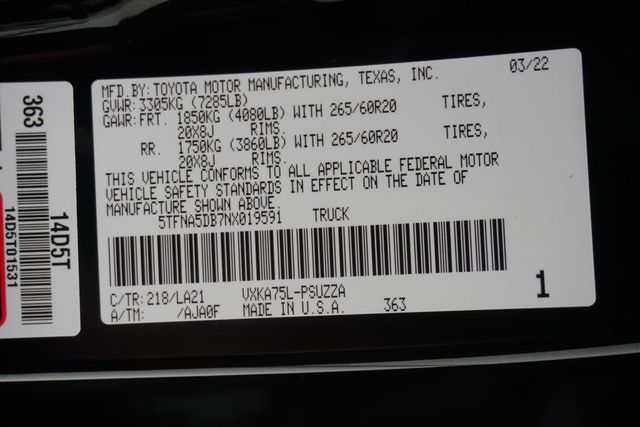 MFD.BY:TOYOTA MOTOR MANUFACTURING, TEXAS, INC. 03/22
GVWR: 3305KG (7285LB)
GAWR: FRT. 1850KG (4080LB) WITH 265/60R20 TIRES,
20X8J RIMS.
RR. 1750KG (3860LB) WITH 265/60R20 TIRES,
20X8J RIMS.
THIS VEHICLE CONFORMS TO ALL APPLICABLE FEDERAL MOTOR
VEHICLE SAFETY STANDARDS IN EFFECT ON THE DATE OF
MANUFACTURE SHOWN ABOVE.
5TFNA5DB7NX019591 TRUCK
C/TR: 218/LA21 VXKA75L-PSUZZA
A/TM: /AJA0F MADE IN U.S.A. 363
1
363
14D5T
14D5T01531